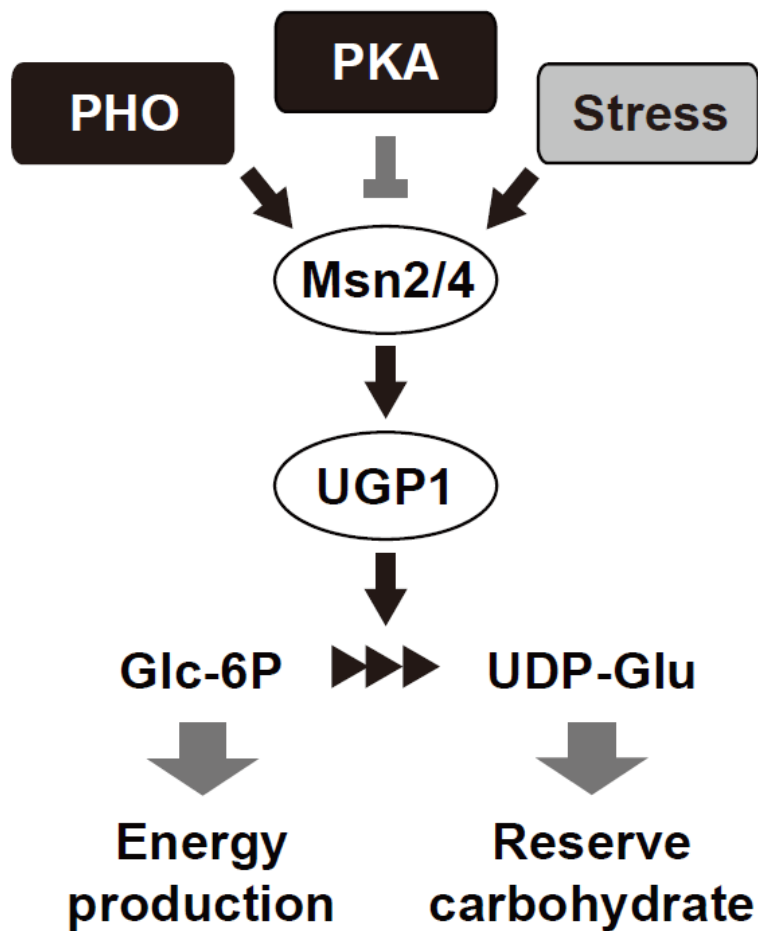 PKA
PHO
Stress
Msn2/4
UGP1
Glc-6P
UDP-Glu
Energy
production
Reserve
carbohydrate